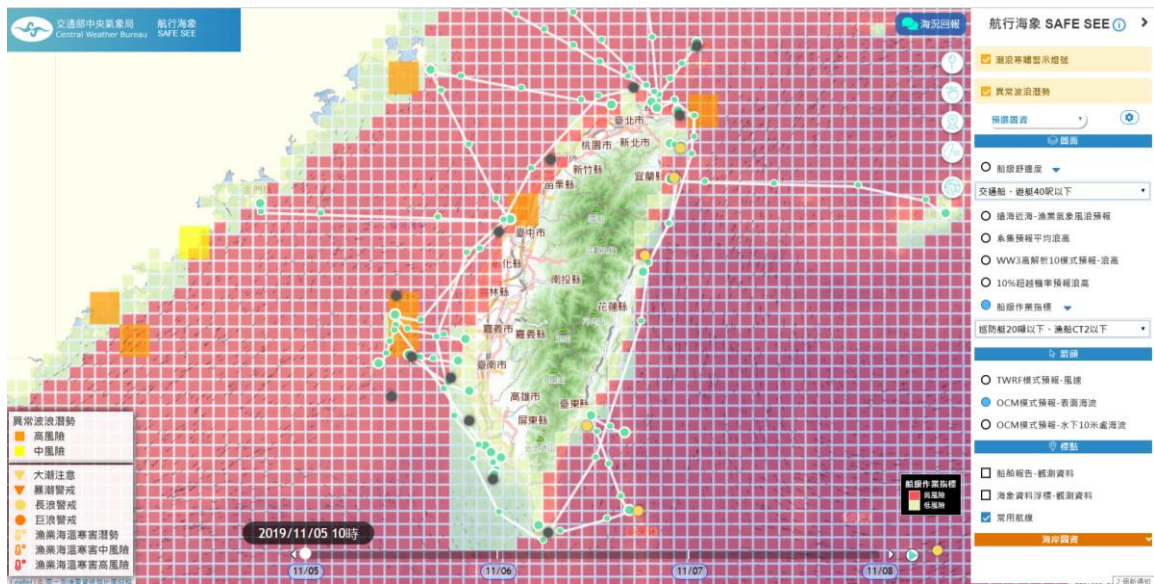 交通部中央氣象局
Central Weather Bureau
航行海象
SAFE SEE
海況回報
臺北市
桃園市
新北市
新竹縣
宜蘭縣
苗栗縣
臺中市
化縣
南投縣
雲林縣
花蓮縣
嘉義市
嘉義縣
臺南市
高雄市
臺東縣
屏東縣
金門縣
異常波浪潛勢
高風險
中風險
大潮注意
暴潮警戒
長浪警戒
巨浪警戒
漁業海溫寒害潛勢
漁業海溫寒害中風險
漁業海溫寒害高風險
船級作業指標
高風險
低風險
2019/11/05 10時
11/05
11/06
11/07
11/08
航行海象 SAFE SEE
潮浪寒嚐警示燈號
異常波浪潛勢
預選圖資
圖面
船級舒適度
交通船、遊艇40呎以下
遠海近海-漁業氣象風浪預報
系集預報平均浪高
WW3高解析10模式預報-浪高
10%超越機率預報浪高
船級作業指標
巡防艇20噸以下、漁船CT2以下
箭頭
TWRF模式預報-風速
OCM模式預報-表面海流
OCM模式預報-水下10米處海流
標點
船舶報告-觀測資料
海象資料浮標-觀測資料
常用航線
海岸圖資
2 個新通知